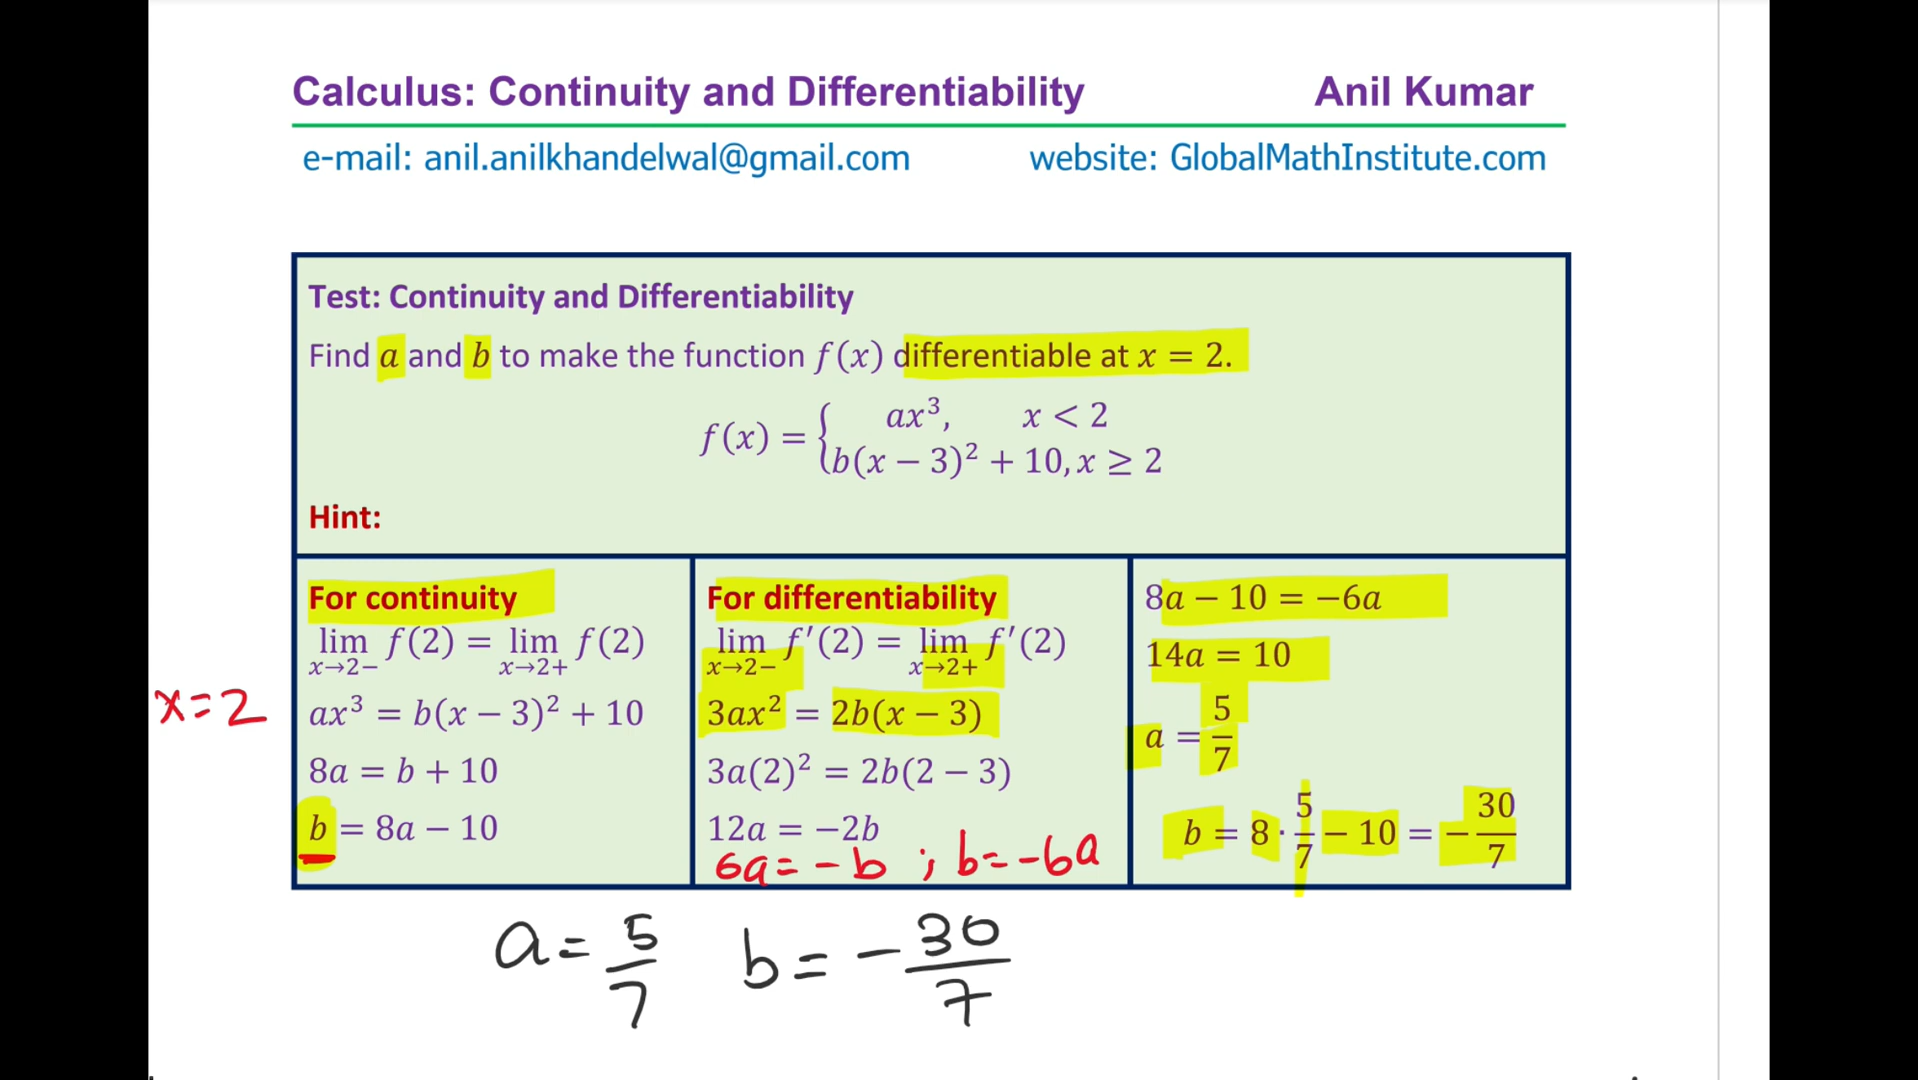 Calculus: Continuity and Differentiability Anil Kumar
e-mail: anil.anilkhandelwal@gmail.com website: GlobalMathInstitute.com
Test: Continuity and Differentiability
Find a and b to make the function f(x) differentiable at x = 2.
f(x) = { ax³, x < 2
b(x − 3)² + 10, x ≥ 2
Hint:
For continuity
lim x→2− f(2) = lim x→2+ f(2)
x=2
ax³ = b(x − 3)² + 10
8a = b + 10
b = 8a − 10
For differentiability
lim x→2− f′(2) = lim x→2+ f′(2)
3ax² = 2b(x − 3)
3a(2)² = 2b(2 − 3)
12a = −2b
6a = −b ; b = −6a
8a − 10 = −6a
14a = 10
a = 5/7
b = 8 · 5/7 − 10 = − 30/7
a = 5/7 b = − 30/7